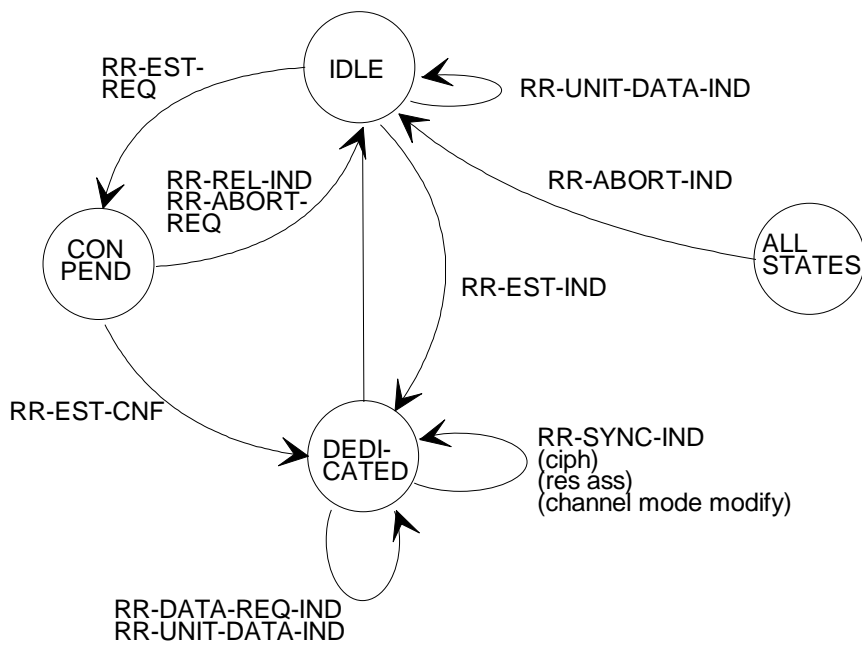 IDLE
RR-EST-
REQ
RR-UNIT-DATA-IND
RR-REL-IND
RR-ABORT-
REQ
RR-ABORT-IND
CON
PEND
ALL
STATES
RR-EST-IND
RR-EST-CNF
DEDI-
CATED
RR-SYNC-IND
(ciph)
(res ass)
(channel mode modify)
RR-DATA-REQ-IND
RR-UNIT-DATA-IND